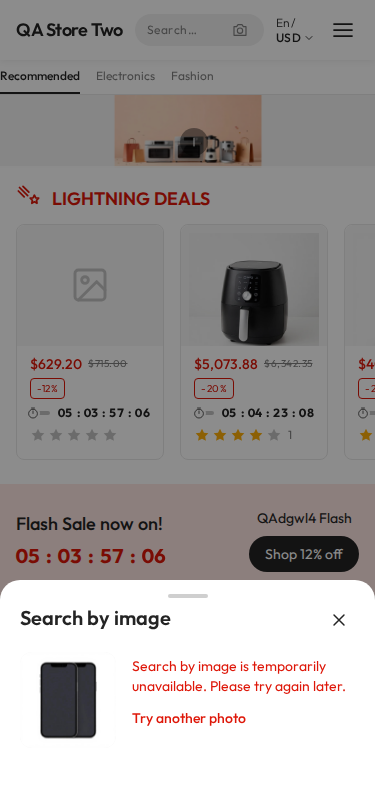 QA Store Two
Search...
En/
USD
Recommended
Electronics
Fashion
LIGHTNING DEALS
$629.20 $715.00
-12%
05 : 03 : 57 : 06
$5,073.88 $6,342.35
-20%
05 : 04 : 23 : 08
1
Flash Sale now on!
05 : 03 : 57 : 06
QAdgwl4 Flash
Shop 12% off
Search by image
Search by image is temporarily
unavailable. Please try again later.
Try another photo